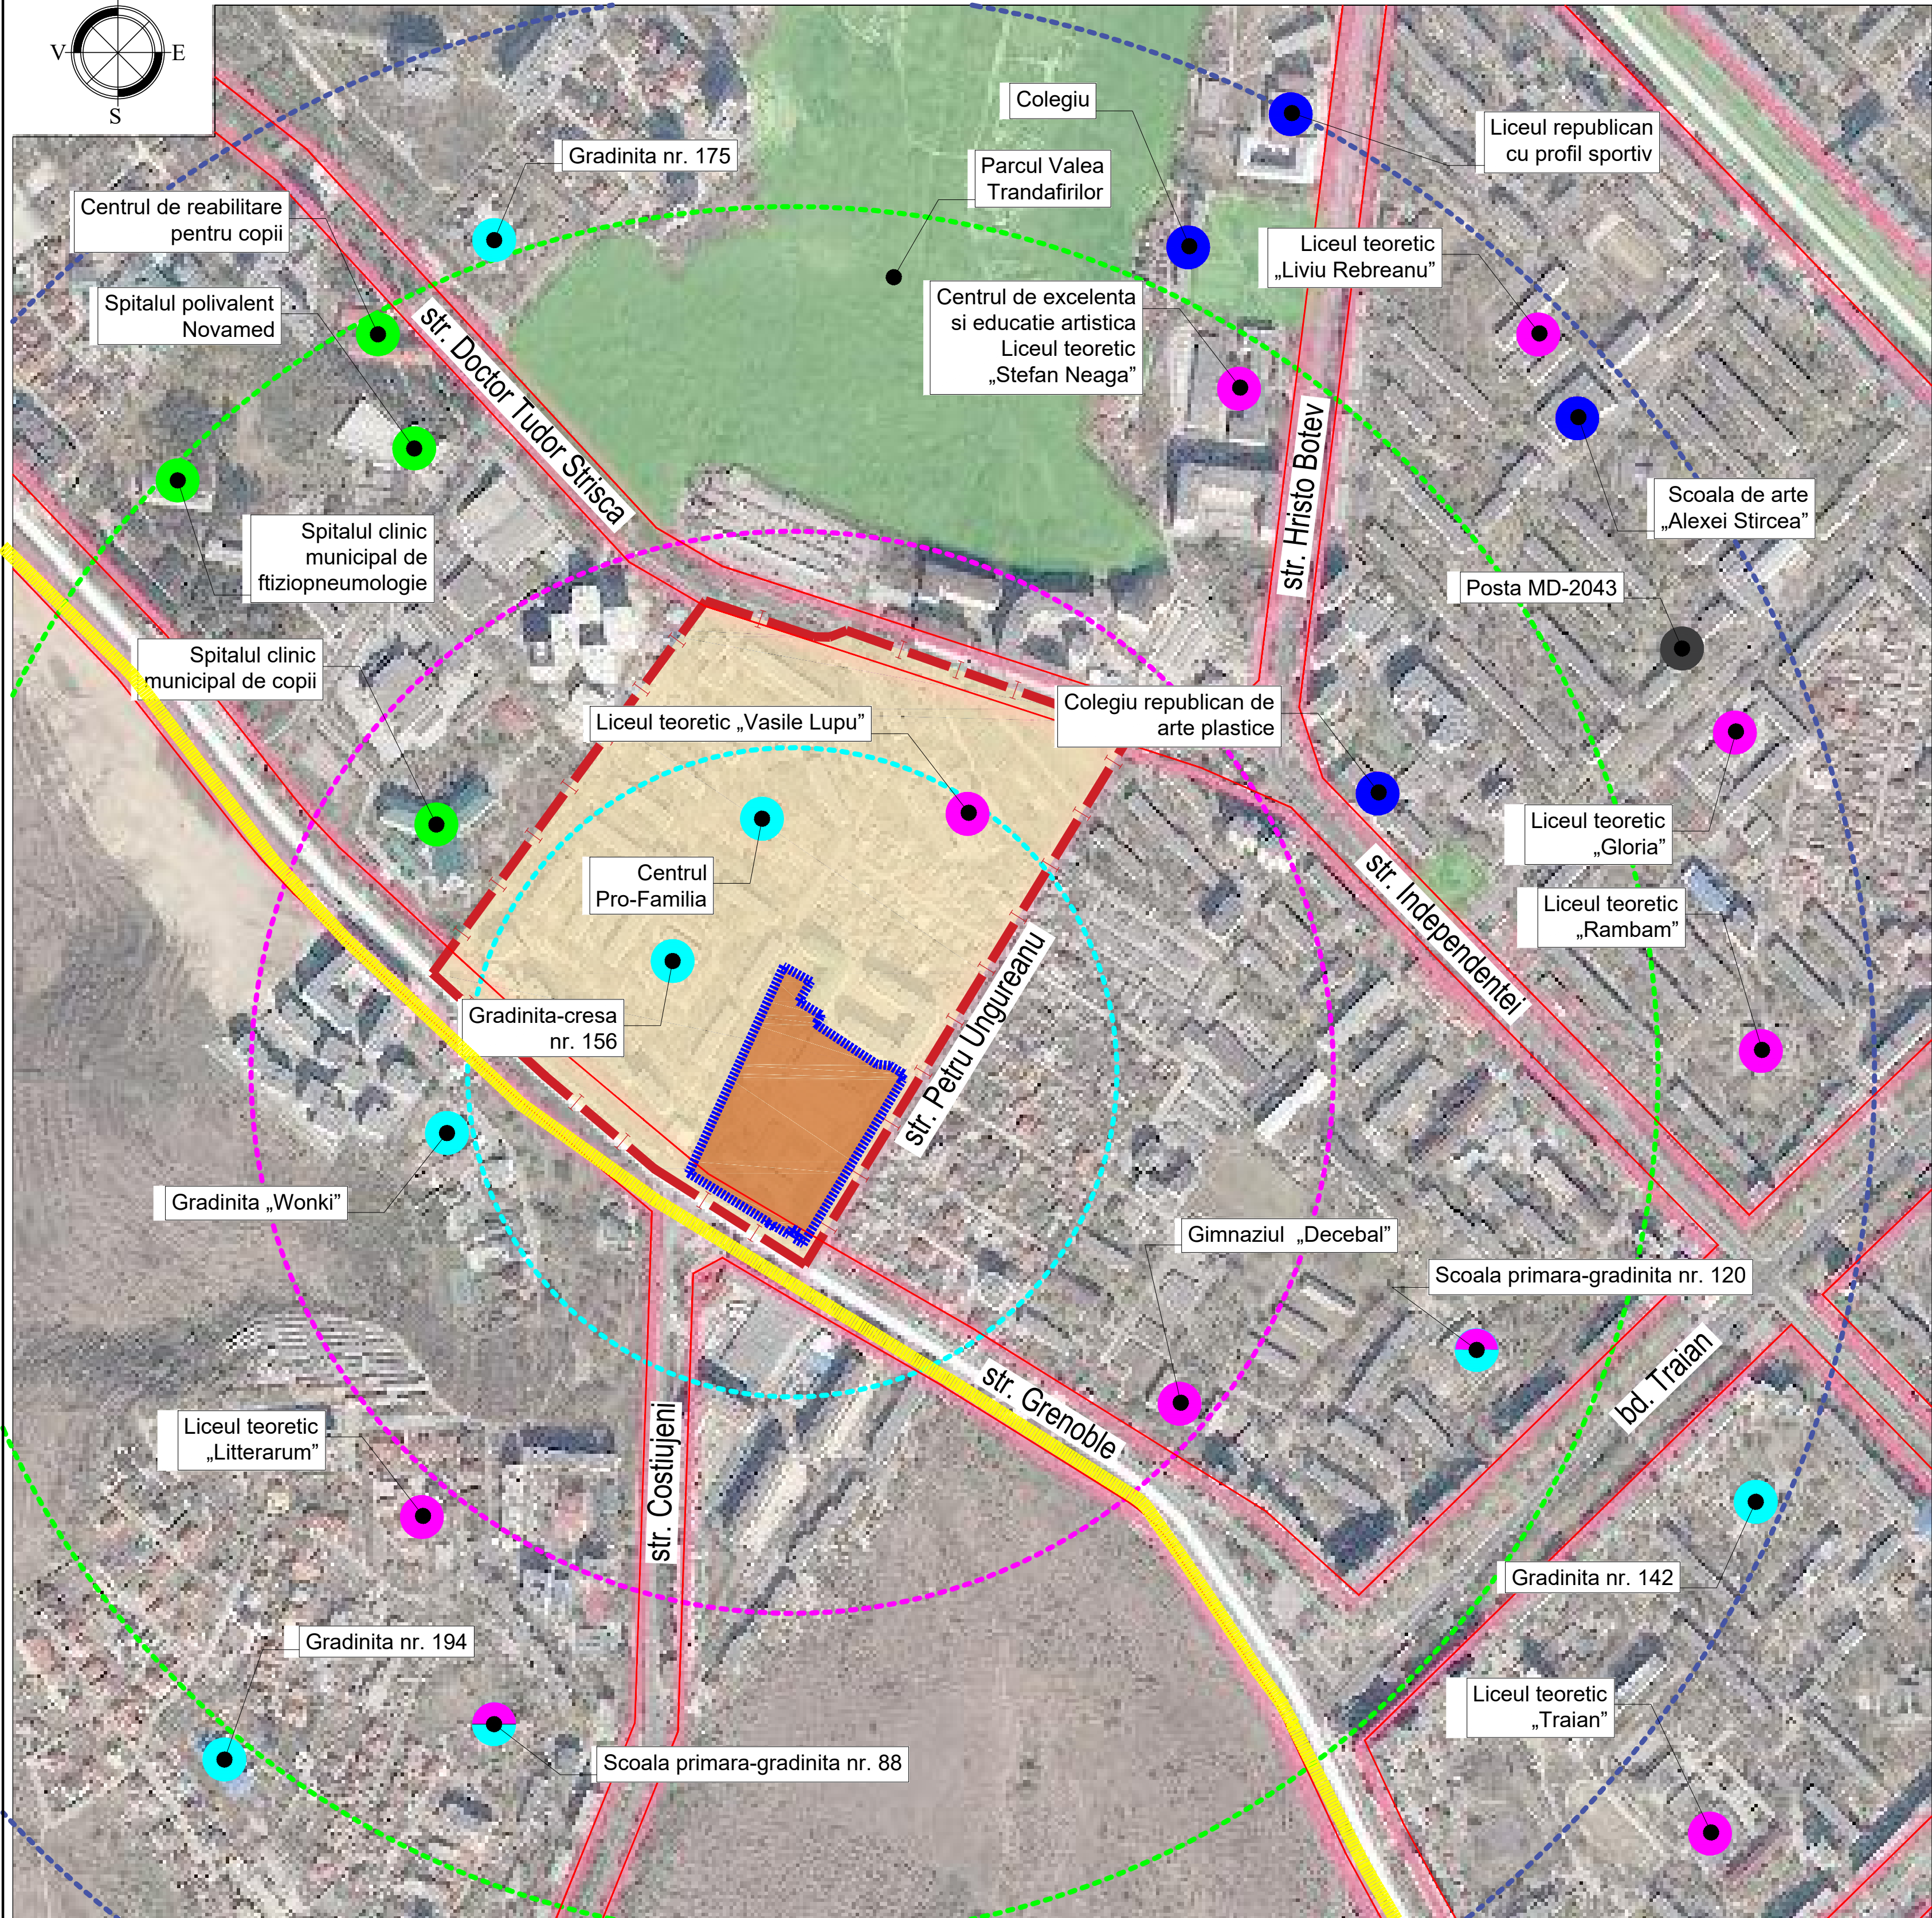 V
E
S
Colegiu
Liceul republican
cu profil sportiv
Gradinita nr. 175
Parcul Valea
Trandafirilor
Centrul de reabilitare
pentru copii
Liceul teoretic
„Liviu Rebreanu”
Spitalul polivalent
Novamed
Centrul de excelenta
si educatie artistica
Liceul teoretic
„Stefan Neaga”
str. Doctor Tudor Strisca
str. Hristo Botev
Scoala de arte
„Alexei Stircea”
Spitalul clinic
municipal de
ftiziopneumologie
Posta MD-2043
Spitalul clinic
municipal de copii
Colegiu republican de
arte plastice
Liceul teoretic „Vasile Lupu”
Liceul teoretic
„Gloria”
Centrul
Pro-Familia
str. Independentei
Liceul teoretic
„Rambam”
Gradinita-cresa
nr. 156
str. Petru Ungureanu
Gradinita „Wonki”
Gimnaziul „Decebal”
Scoala primara-gradinita nr. 120
bd. Traian
str. Grenoble
Liceul teoretic
„Litterarum”
str. Costiujeni
Gradinita nr. 142
Gradinita nr. 194
Liceul teoretic
„Traian”
Scoala primara-gradinita nr. 88